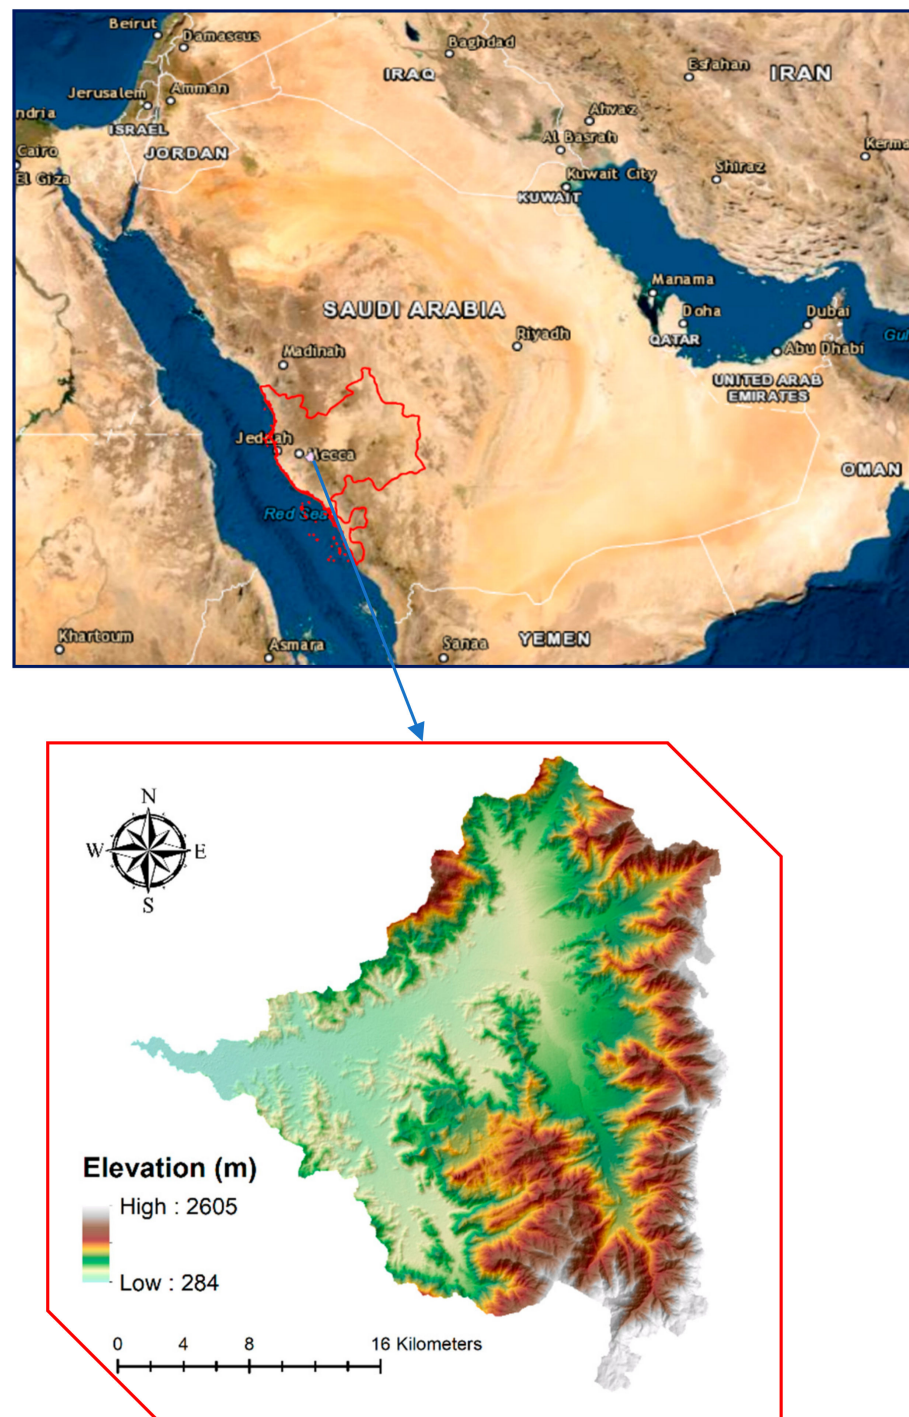 Beirut
Damascus
Baghdad
Esfahan
IRAN
IRAQ
Jerusalem
Amman
ndria
Ahvaz
ISRAEL
Al Basrah
Cairo
JORDAN
Kerma
El Giza
Kuwait City
Shiraz
KUWAIT
Manama
SAUDI ARABIA
Doha
Dubai
Riyadh
QATAR
Gul
Madinah
Abu Dhabi
UNITED ARAB
EMIRATES
Jeddah
Mecca
OMAN
Red Sea
Khartoum
Asmara
Sanaa
YEMEN
N
W E
S
Elevation (m)
High : 2605
Low : 284
0 4 8 16 Kilometers